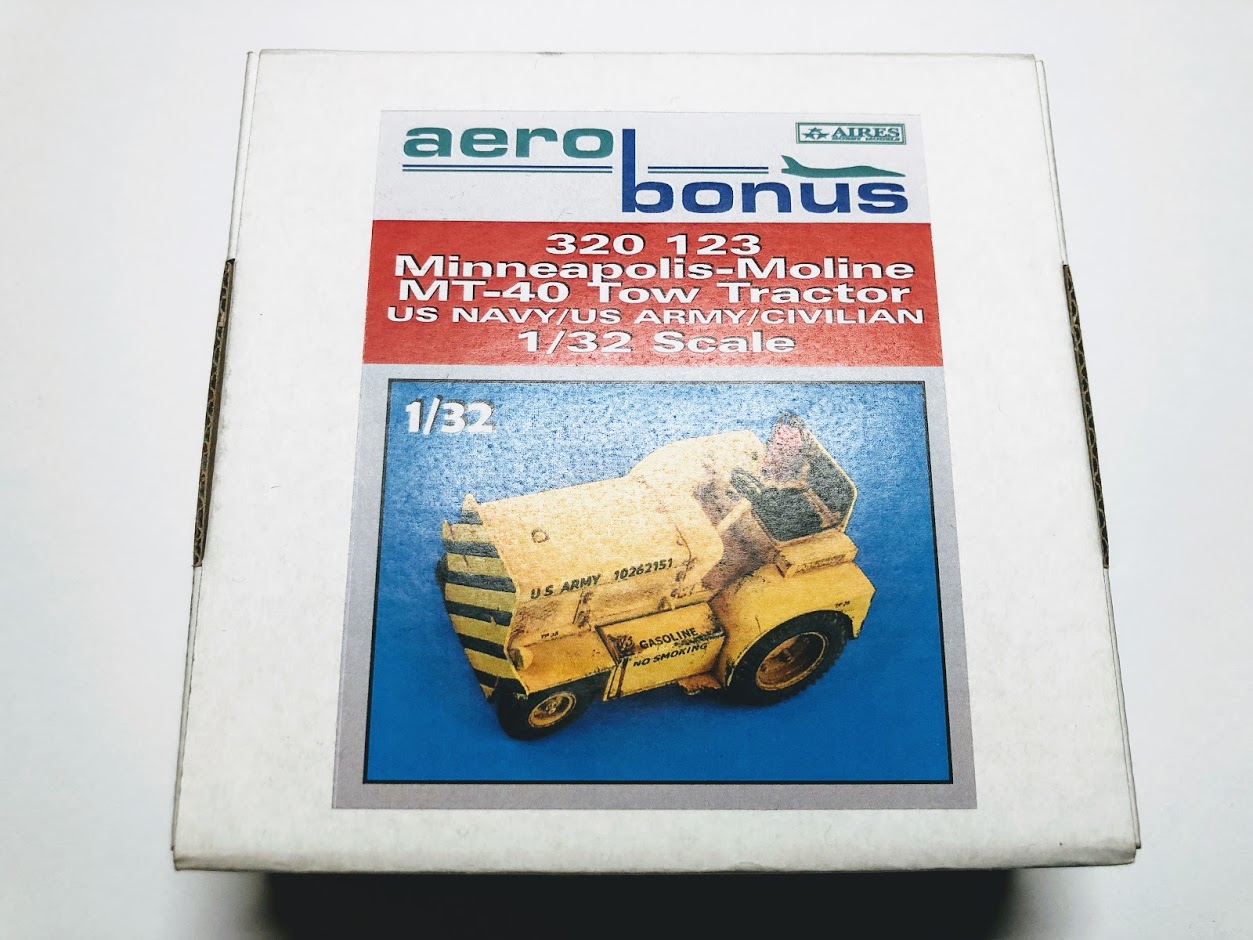 aero
AIRES
bonus
320 123
Minneapolis-Moline
MT-40 Tow Tractor
US NAVY/US ARMY/CIVILIAN
1/32 Scale
1/32
U S ARMY 10262151
GASOLINE
NO SMOKING